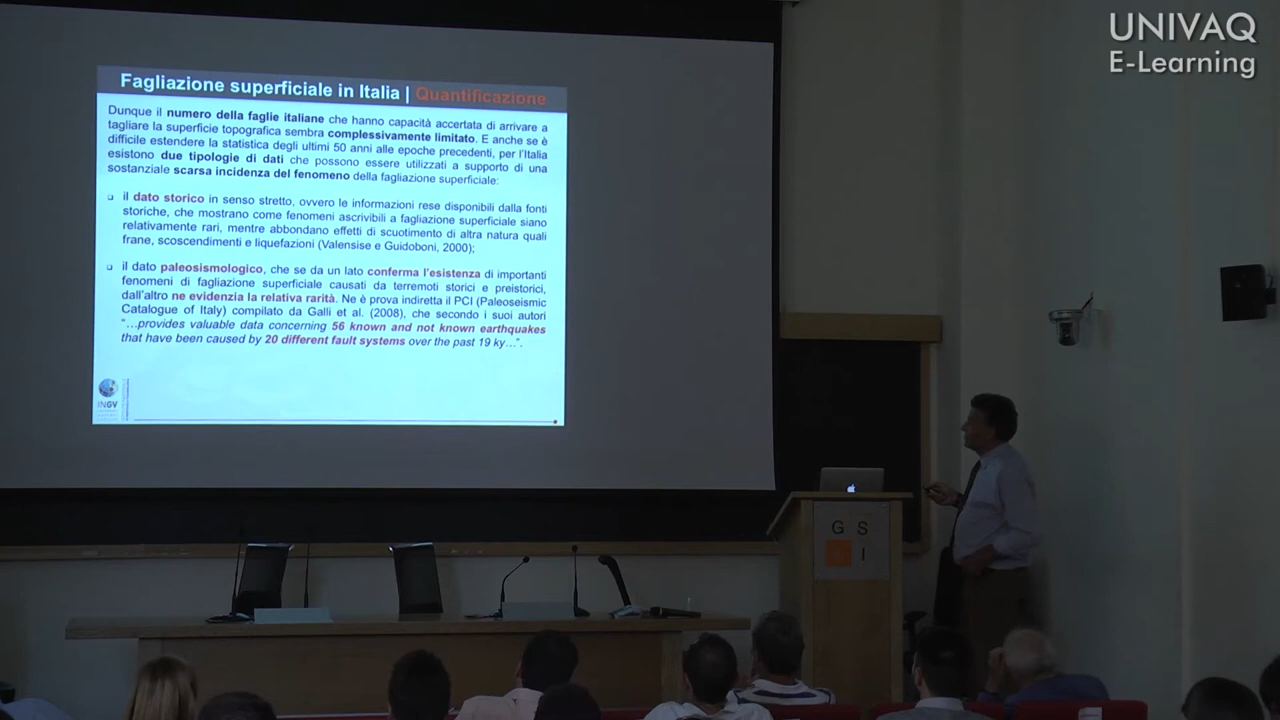 UNIVAQ
E-Learning
Fagliazione superficiale in Italia | Quantificazione
Dunque il numero della faglie italiane che hanno capacità accertata di arrivare a
tagliare la superficie topografica sembra complessivamente limitato. E anche se è
difficile estendere la statistica degli ultimi 50 anni alle epoche precedenti, per l'Italia
esistono due tipologie di dati che possono essere utilizzati a supporto di una
sostanziale scarsa incidenza del fenomeno della fagliazione superficiale:
il dato storico in senso stretto, ovvero le informazioni rese disponibili dalla fonti
storiche, che mostrano come fenomeni ascrivibili a fagliazione superficiale siano
relativamente rari, mentre abbondano effetti di scuotimento di altra natura quali
frane, scoscendimenti e liquefazioni (Valensise e Guidoboni, 2000);
il dato paleosismologico, che se da un lato conferma l'esistenza di importanti
fenomeni di fagliazione superficiale causati da terremoti storici e preistorici,
dall'altro ne evidenzia la relativa rarità. Ne è prova indiretta il PCI (Paleoseismic
Catalogue of Italy) compilato da Galli et al. (2008), che secondo i suoi autori
"…provides valuable data concerning 56 known and not known earthquakes
that have been caused by 20 different fault systems over the past 19 ky…".
INGV
G S
I